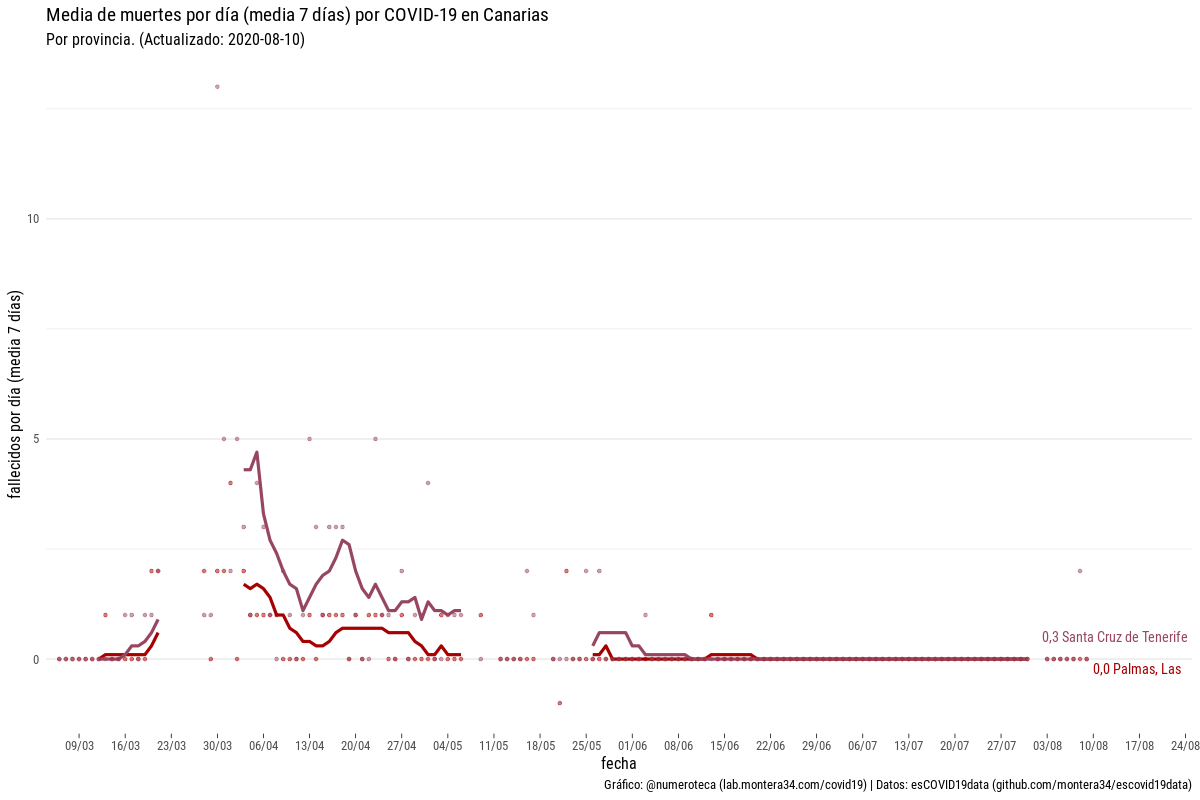 Media de muertes por día (media 7 días) por COVID-19 en Canarias
Por provincia. (Actualizado: 2020-08-10)
fallecidos por día (media 7 días)
10
5
0
0,3 Santa Cruz de Tenerife
0,0 Palmas, Las
09/03 16/03 23/03 30/03 06/04 13/04 20/04 27/04 04/05 11/05 18/05 25/05 01/06 08/06 15/06 22/06 29/06 06/07 13/07 20/07 27/07 03/08 10/08 17/08 24/08
fecha
Gráfico: @numeroteca (lab.montera34.com/covid19) | Datos: esCOVID19data (github.com/montera34/escovid19data)